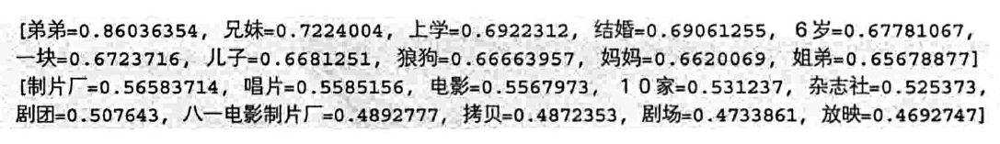 [弟弟=0.86036354, 兄妹=0.7224004, 上学=0.6922312, 结婚=0.69061255, ６岁=0.67781067,
一块=0.6723716, 儿子=0.6681251, 狼狗=0.66663957, 妈妈=0.6620069, 姐弟=0.65678877]
[制片厂=0.56583714, 唱片=0.5585156, 电影=0.5567973, １０家=0.531237, 杂志社=0.525373,
剧团=0.507643, 八一电影制片厂=0.4892777, 拷贝=0.4872353, 剧场=0.4733861, 放映=0.4692747]